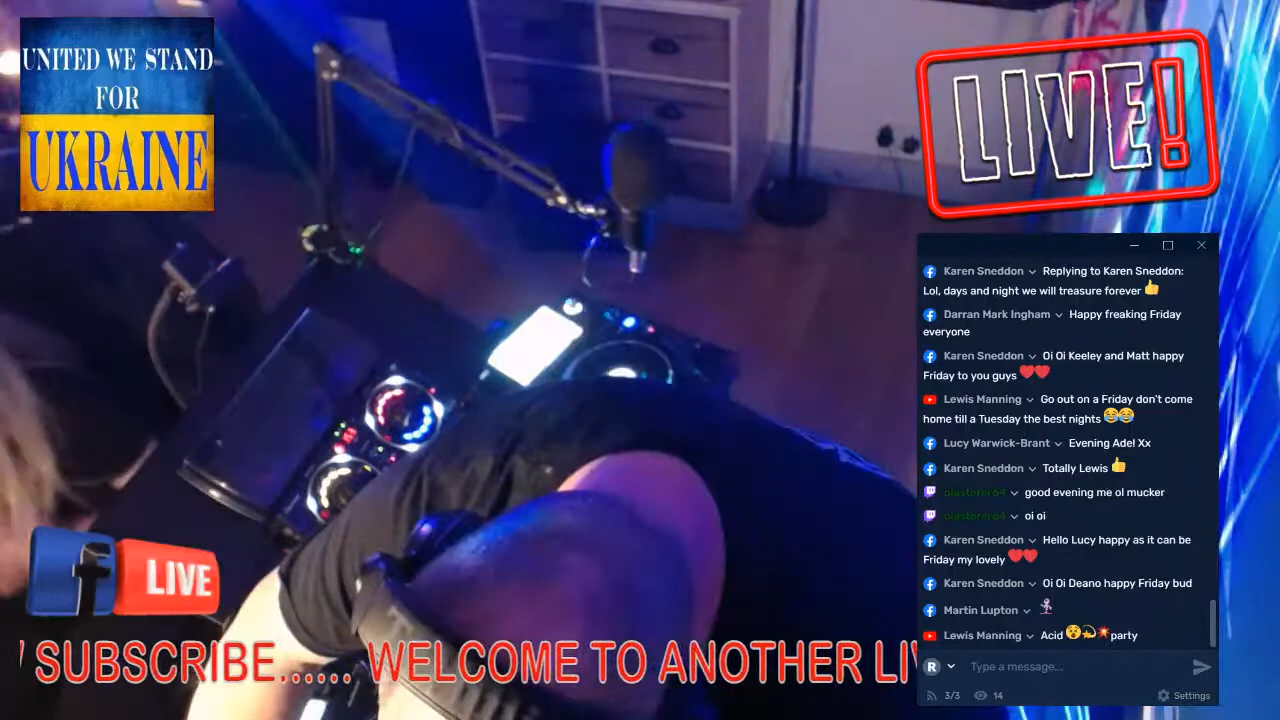 UNITED WE STAND
FOR
UKRAINE
LIVE!
Karen Sneddon Replying to Karen Sneddon:
Lol, days and night we will treasure forever 👍
Darran Mark Ingham Happy freaking Friday
everyone
Karen Sneddon Oi Oi Keeley and Matt happy
Friday to you guys ❤️❤️
Lewis Manning Go out on a Friday don't come
home till a Tuesday the best nights 😂😂
Lucy Warwick-Brant Evening Ade! Xx
Karen Sneddon Totally Lewis 👍
plasterer64 good evening me ol mucker
plasterer64 oi oi
Karen Sneddon Hello Lucy happy as it can be
Friday my lovely ❤️❤️
Karen Sneddon Oi Oi Deano happy Friday bud
Martin Lupton
Lewis Manning Acid 😵💫💥party
R Type a message...
3/3 14 Settings
f LIVE
SUBSCRIBE...... WELCOME TO ANOTHER LIV